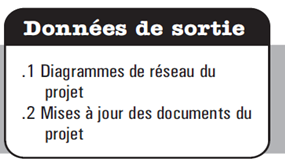 Données de sortie
.1 Diagrammes de réseau du
projet
.2 Mises à jour des documents du
projet